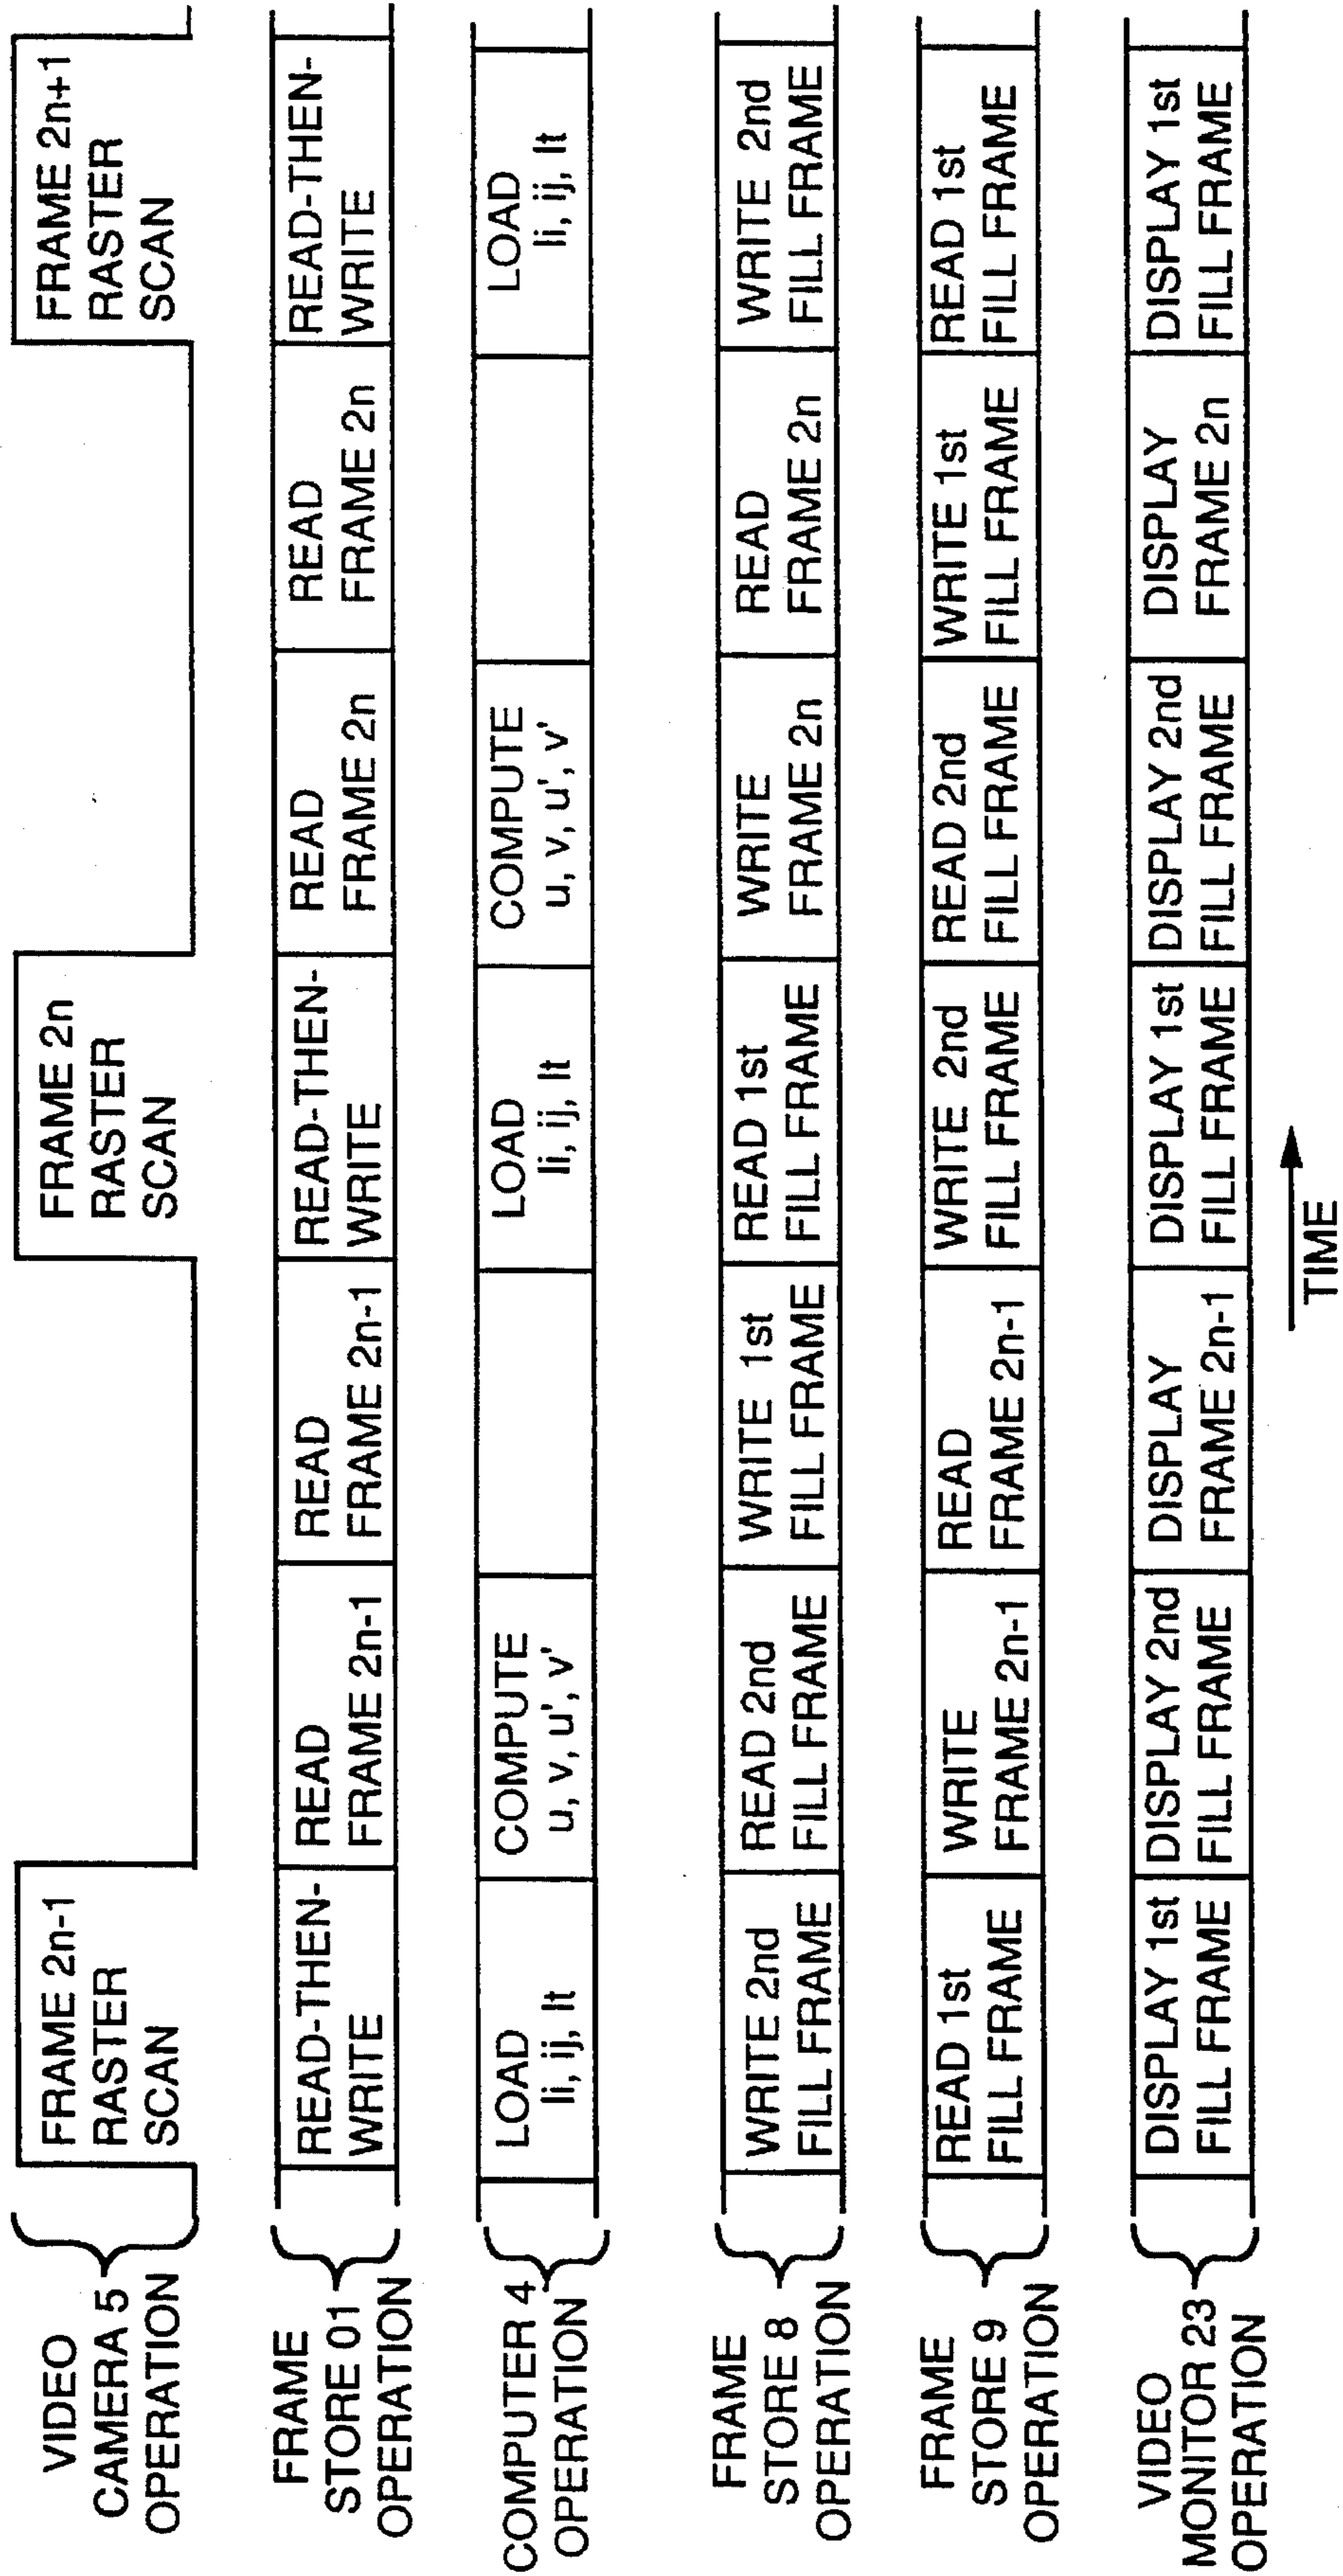 VIDEO
CAMERA 5
OPERATION
FRAME 2n-1
RASTER
SCAN
FRAME 2n
RASTER
SCAN
FRAME 2n+1
RASTER
SCAN
FRAME
STORE 01
OPERATION
READ-THEN-
WRITE
READ
FRAME 2n-1
READ
FRAME 2n-1
READ-THEN-
WRITE
READ
FRAME 2n
READ
FRAME 2n
READ-THEN-
WRITE
COMPUTER 4
OPERATION
LOAD
Ii, ij, It
COMPUTE
u, v, u', v'
LOAD
Ii, ij, It
COMPUTE
u, v, u', v'
LOAD
Ii, ij, It
FRAME
STORE 8
OPERATION
WRITE 2nd
FILL FRAME
READ 2nd
FILL FRAME
WRITE 1st
FILL FRAME
READ 1st
FILL FRAME
WRITE
FRAME 2n
READ
FRAME 2n
WRITE 2nd
FILL FRAME
FRAME
STORE 9
OPERATION
READ 1st
FILL FRAME
WRITE
FRAME 2n-1
READ
FRAME 2n-1
WRITE 2nd
FILL FRAME
READ 2nd
FILL FRAME
WRITE 1st
FILL FRAME
READ 1st
FILL FRAME
VIDEO
MONITOR 23
OPERATION
DISPLAY 1st
FILL FRAME
DISPLAY 2nd
FILL FRAME
DISPLAY
FRAME 2n-1
DISPLAY 1st
FILL FRAME
DISPLAY 2nd
FILL FRAME
DISPLAY
FRAME 2n
DISPLAY 1st
FILL FRAME
TIME